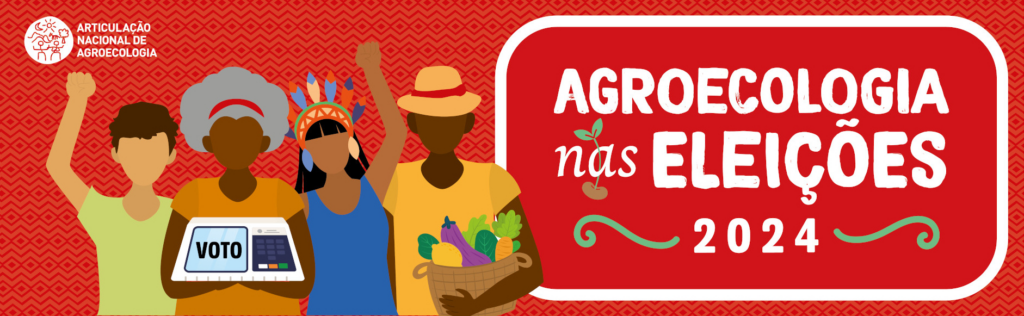 ARTICULAÇÃO
NACIONAL DE
AGROECOLOGIA
VOTO
AGROECOLOGIA
nas ELEIÇÕES
2024